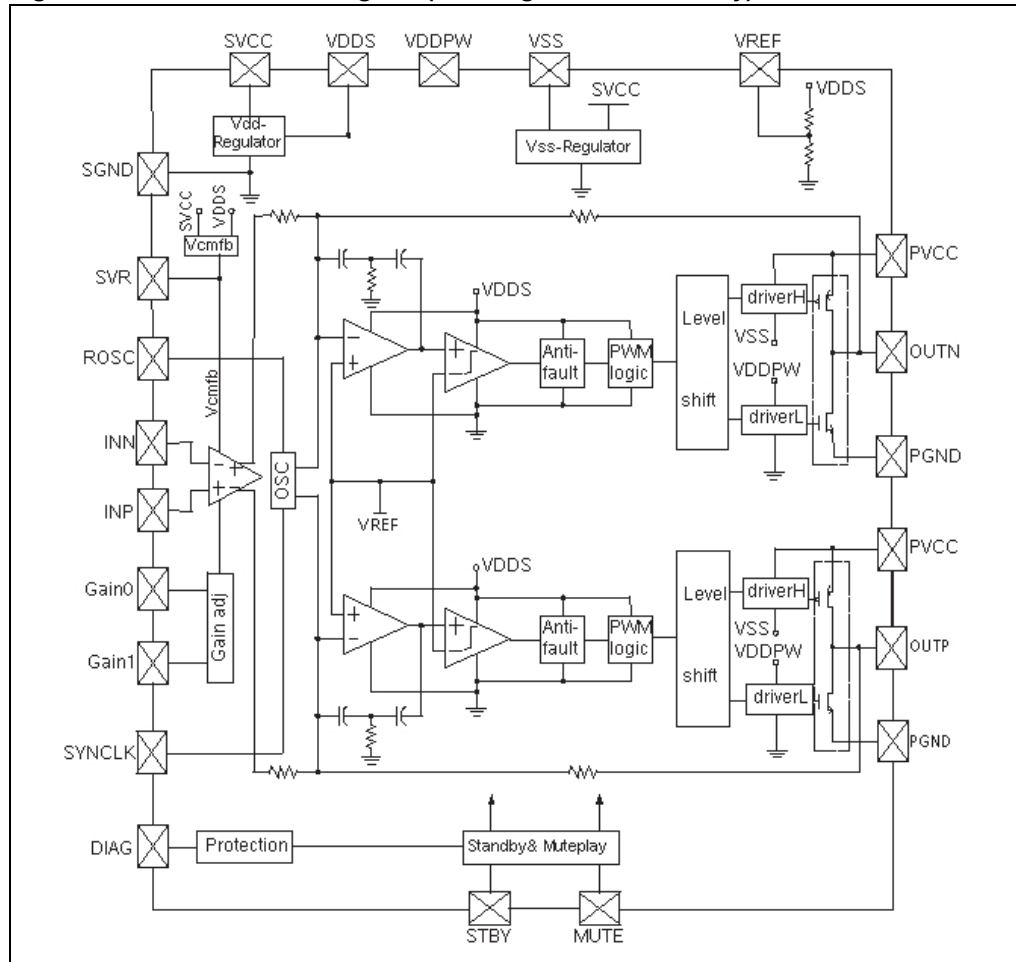 SVCC
VDDS
VDDPW
VSS
VREF
SVCC
VDDS
Vdd-
Regulator
Vss-Regulator
SGND
SVCC
VDDS
Vcmfb
SVR
PVCC
VDDS
Level
shift
driverH
VSS
VDDPW
driverL
ROSC
OUTN
Anti-
fault
PWM
logic
Vcmfb
INN
PGND
OSC
INP
VREF
PVCC
VDDS
Gain0
Gain adj
Level
shift
driverH
Anti-
fault
PWM
logic
VSS
VDDPW
Gain1
OUTP
driverL
SYNCLK
PGND
DIAG
Protection
Standby& Muteplay
STBY
MUTE